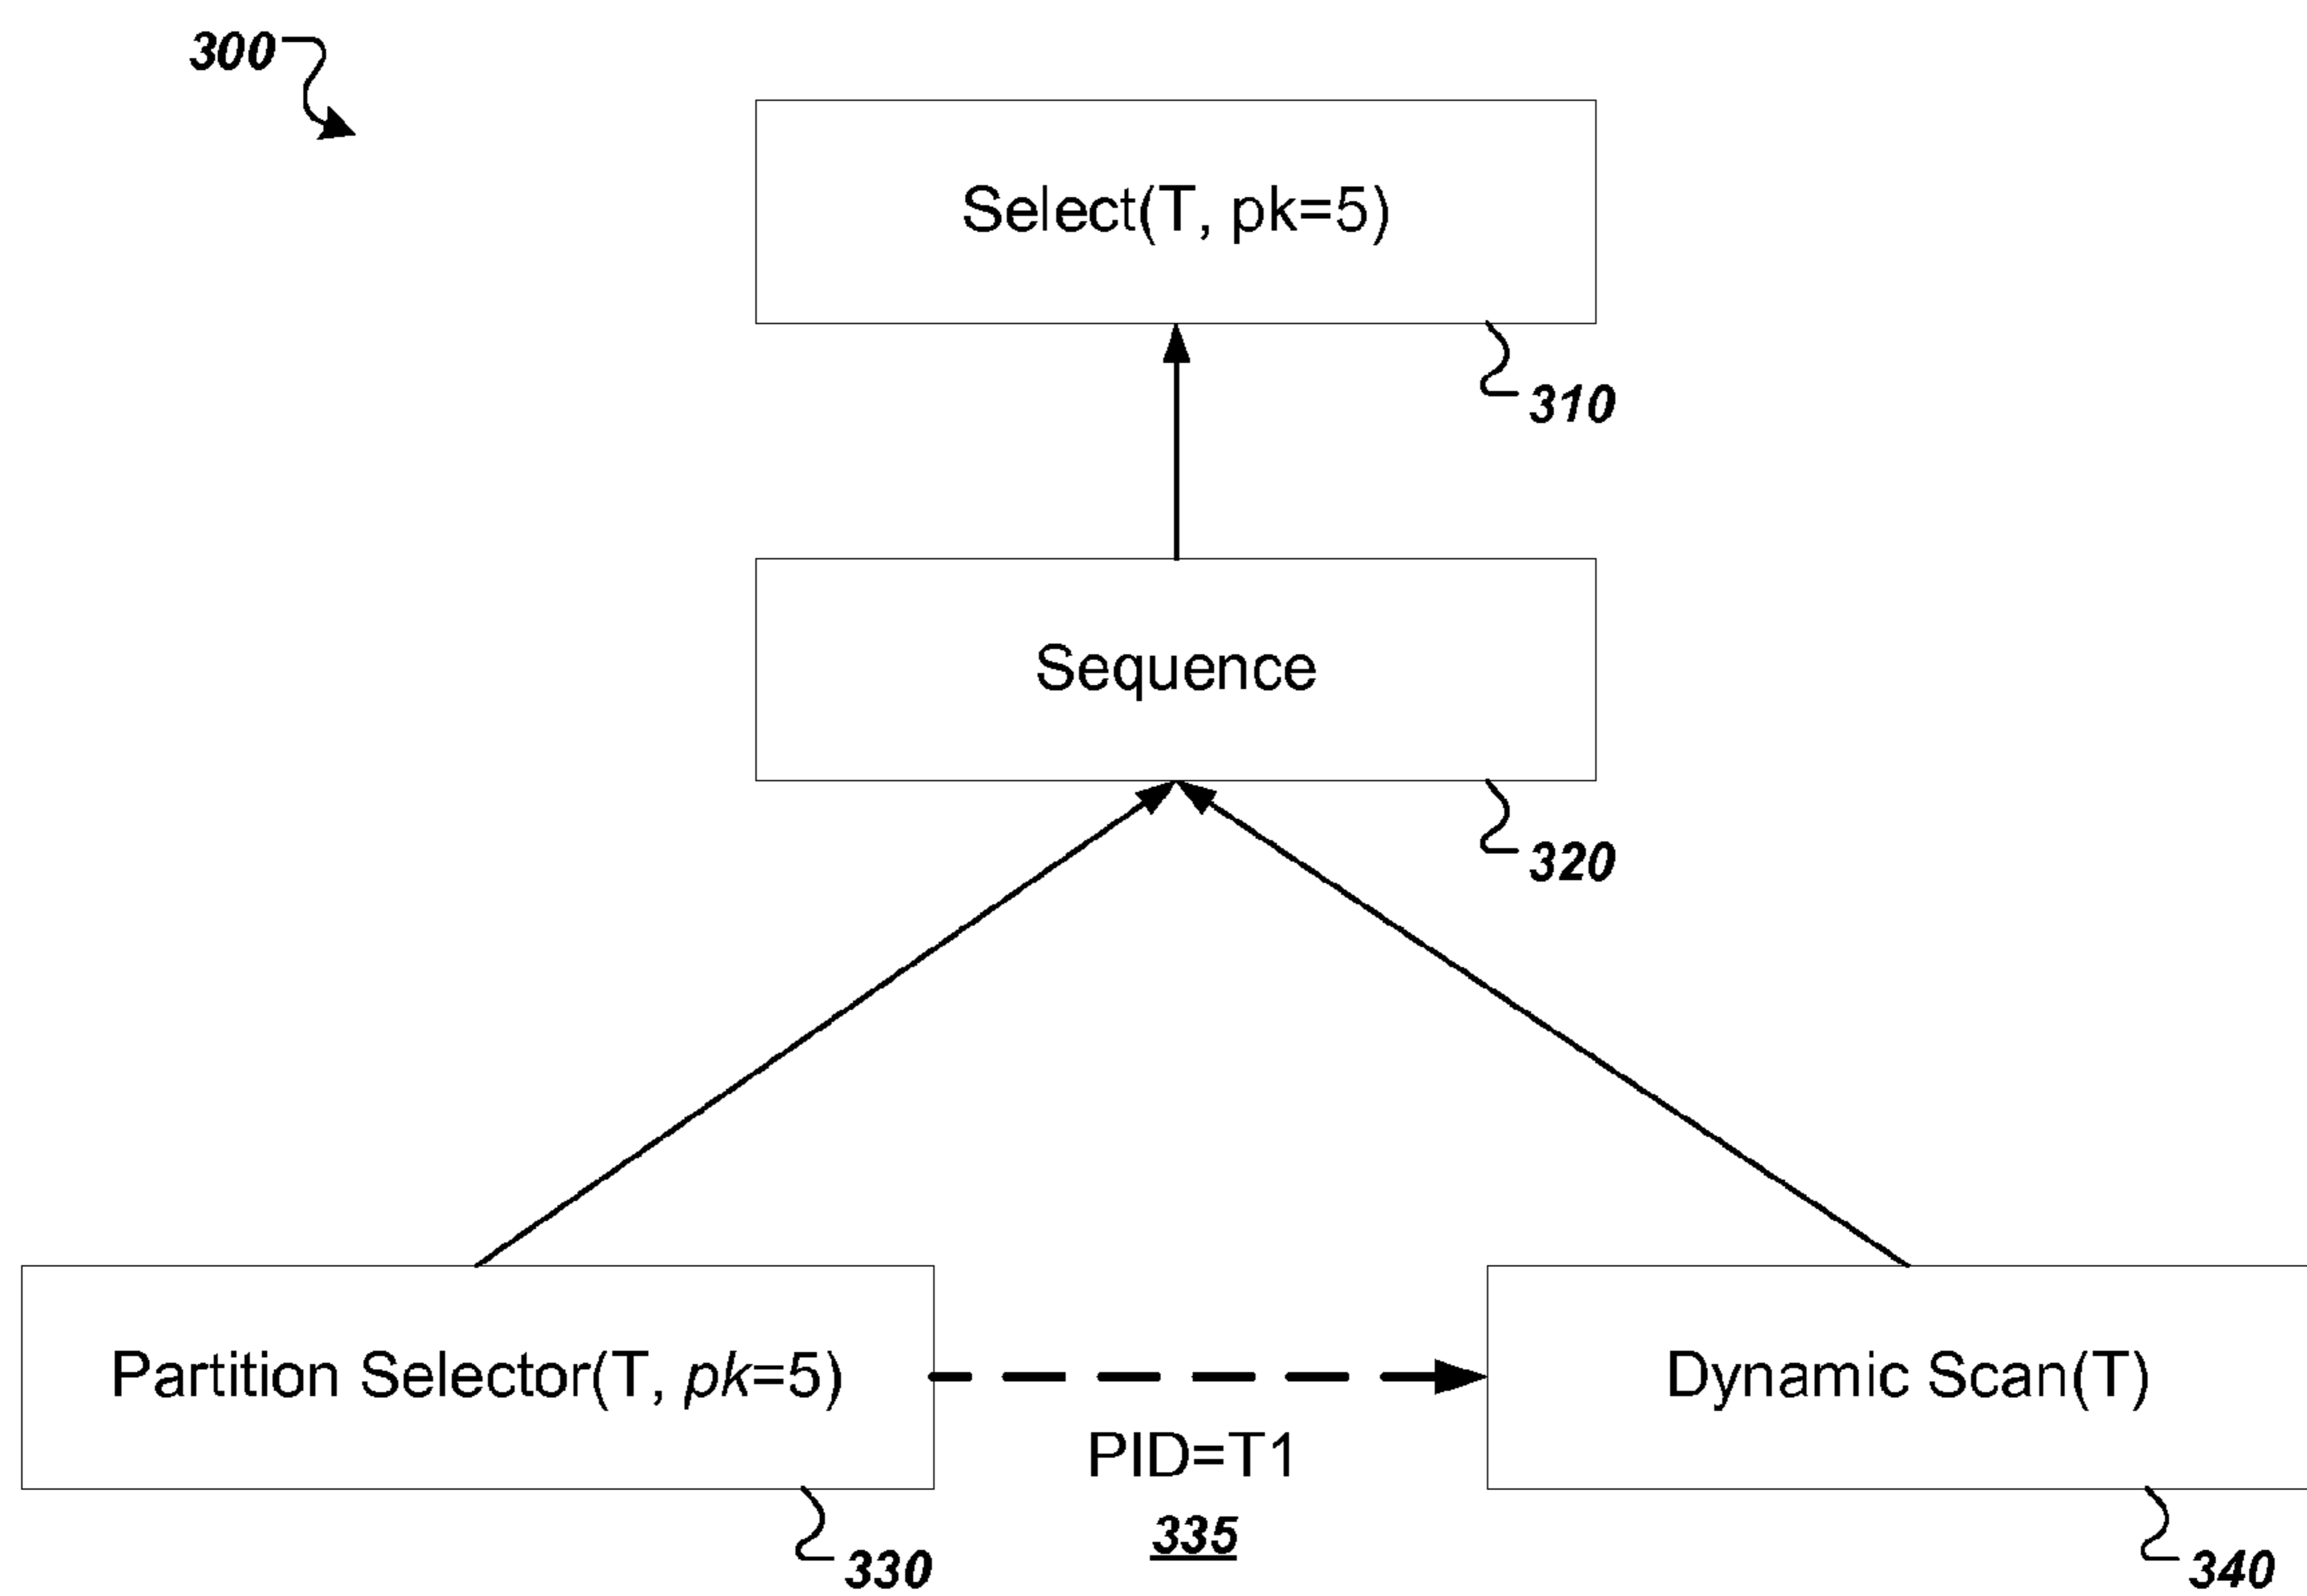 300
Select(T, pk=5)
310
Sequence
320
Partition Selector(T, pk=5)
Dynamic Scan(T)
PID=T1
335
330
340